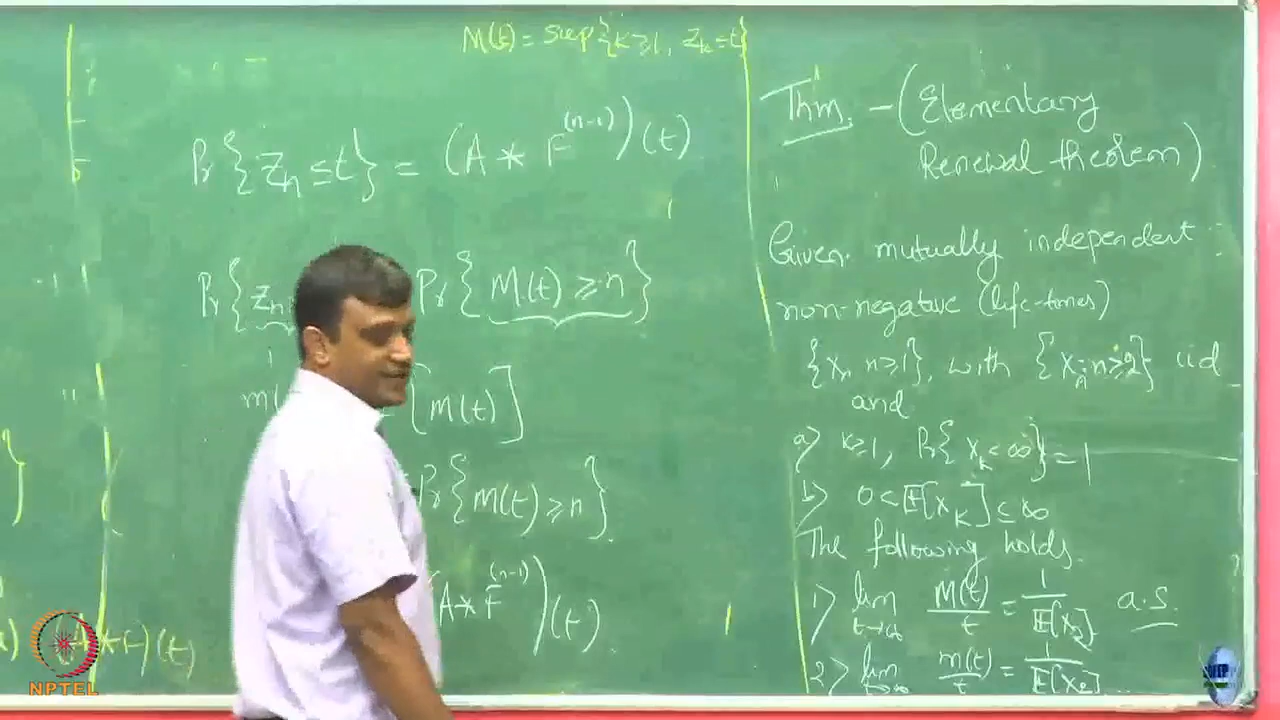 M(t) = sup{k≥1, Z_k ≤ t}
Pr{Z_n ≤ t} = (A * F^{(n-1)})(t)
Pr{Z_n
Pr{M(t) ≥ n}
m(
[M(t)]
Pr{M(t) ≥ n}
(A * F^{(n-1)})(t)
* F)(t)
Thm. - (Elementary
Renewal theorem)
Given mutually independent
non-negative (life-times)
{X_n, n≥1}, with {X_n; n≥2} iid
and
a) k≥1, Pr{X_k < ∞} = 1
b) 0 < E[X_k] ≤ ∞
The following holds.
1) lim_{t→∞} M(t)/t = 1/E[X_2] a.s.
2) lim_{t→∞} m(t)/t = 1/E[X_2]
NPTEL